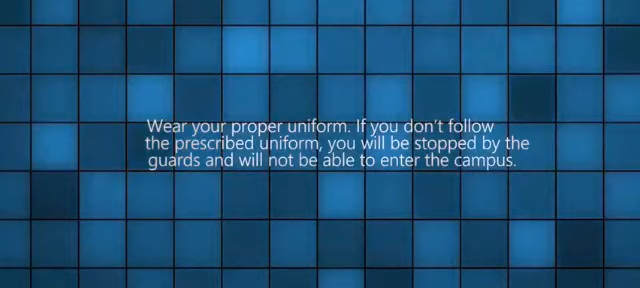 Wear your proper uniform. If you don't follow
the prescribed uniform, you will be stopped by the
guards and will not be able to enter the campus.